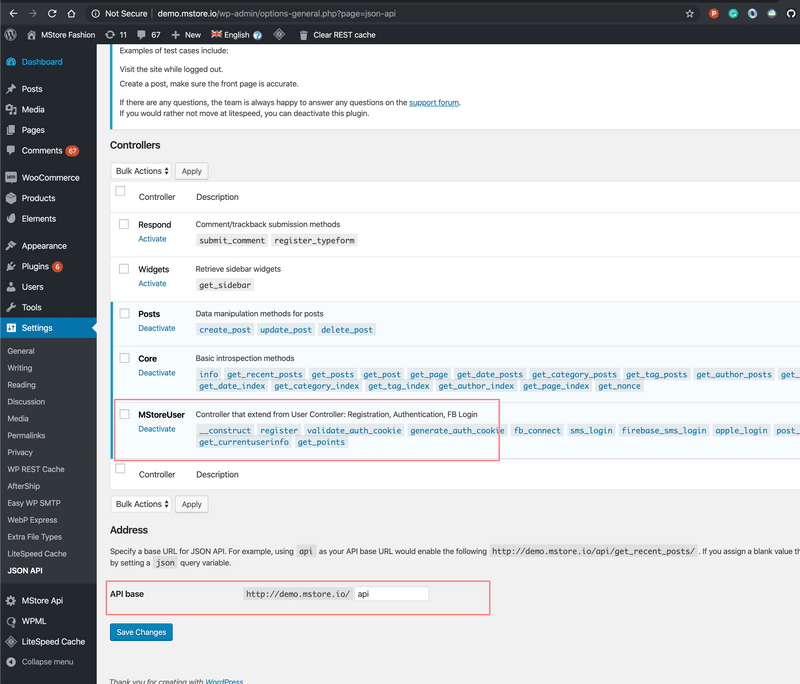 Not Secure | demo.mstore.io/wp-admin/options-general.php?page=json-api
MStore Fashion 11 67 + New English Clear REST cache
Dashboard
Posts
Media
Pages
Comments 67
WooCommerce
Products
Elements
Appearance
Plugins 6
Users
Tools
Settings
General
Writing
Reading
Discussion
Media
Permalinks
Privacy
WP REST Cache
AfterShip
Easy WP SMTP
WebP Express
Extra File Types
LiteSpeed Cache
JSON API
MStore Api
WPML
LiteSpeed Cache
Collapse menu
Examples of test cases include:
Visit the site while logged out.
Create a post, make sure the front page is accurate.
If there are any questions, the team is always happy to answer any questions on the support forum.
If you would rather not move at litespeed, you can deactivate this plugin.
Controllers
Bulk Actions Apply
Controller Description
Respond Comment/trackback submission methods
Activate submit_comment register_typeform
Widgets Retrieve sidebar widgets
Activate get_sidebar
Posts Data manipulation methods for posts
Deactivate create_post update_post delete_post
Core Basic introspection methods
Deactivate info get_recent_posts get_posts get_post get_page get_date_posts get_category_posts get_tag_posts get_author_posts get_
get_date_index get_category_index get_tag_index get_author_index get_page_index get_nonce
MStoreUser Controller that extend from User Controller: Registration, Authentication, FB Login
Deactivate __construct register validate_auth_cookie generate_auth_cookie fb_connect sms_login firebase_sms_login apple_login post_
get_currentuserinfo get_points
Controller Description
Bulk Actions Apply
Address
Specify a base URL for JSON API. For example, using api as your API base URL would enable the following http://demo.mstore.io/api/get_recent_posts/ . If you assign a blank value th
by setting a json query variable.
API base http://demo.mstore.io/ api
Save Changes
Thank you for creating with WordPress.